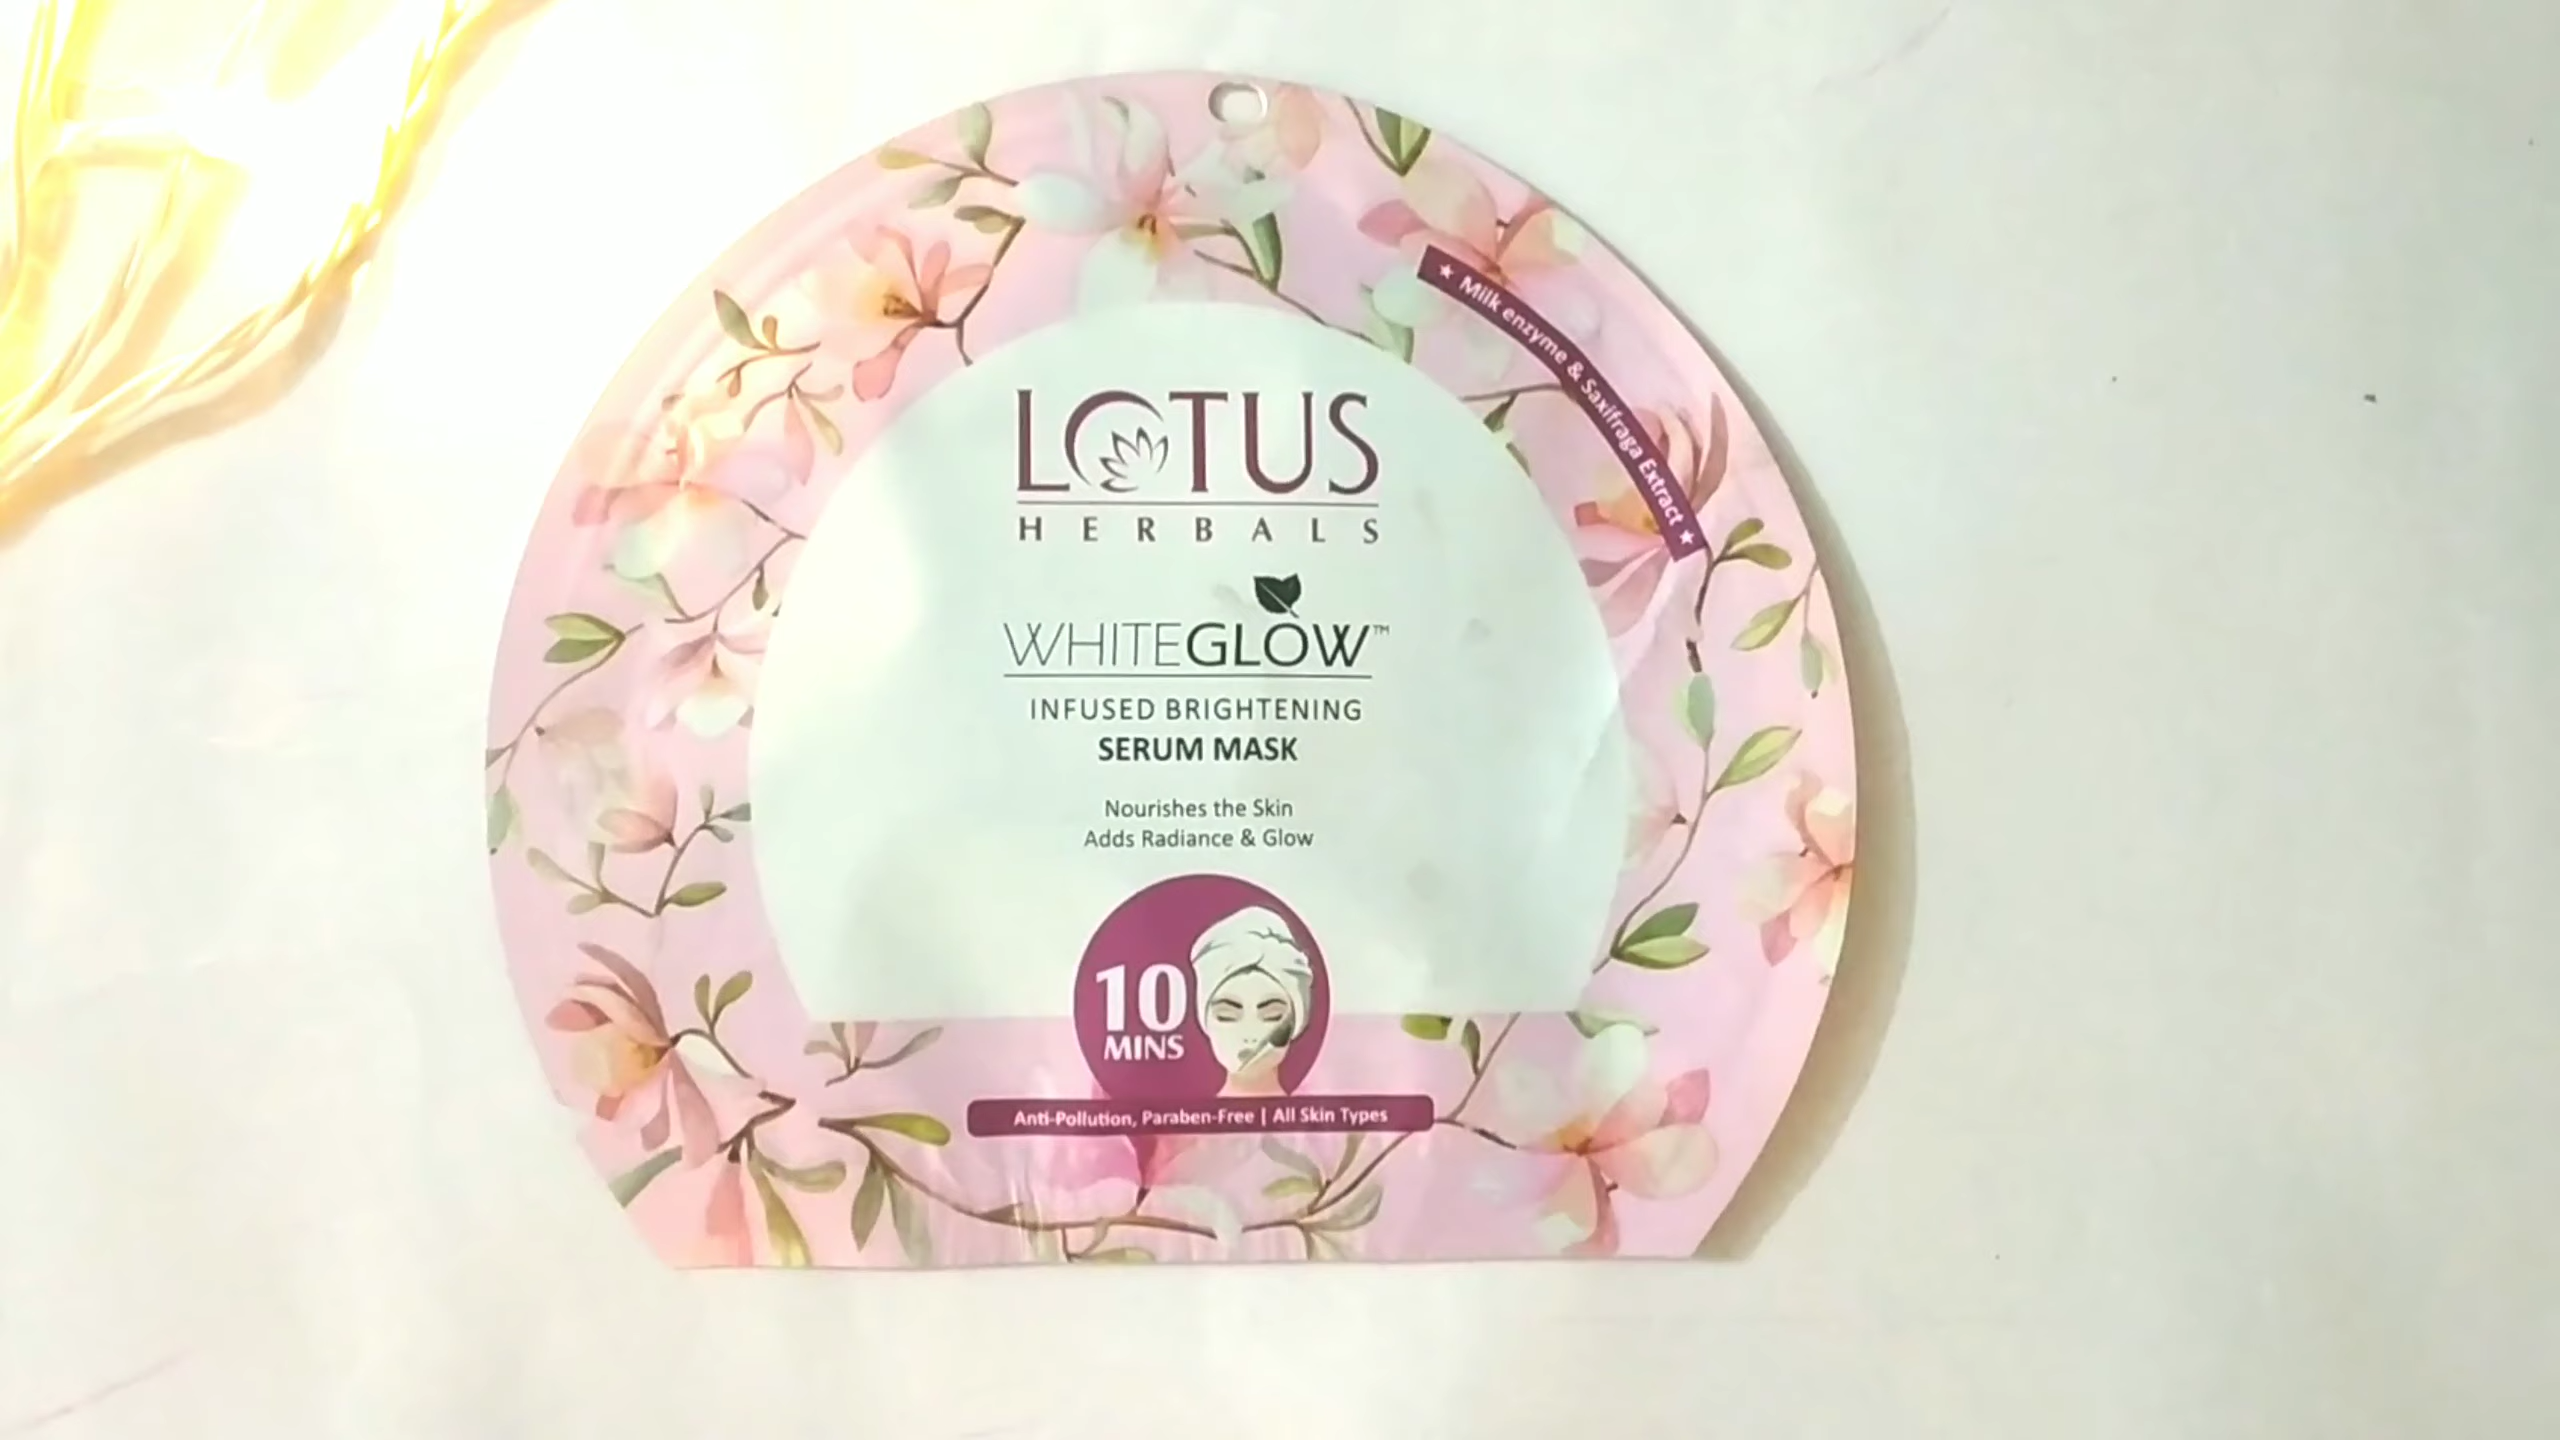 Milk enzyme & Saxifraga Extract
LOTUS
HERBALS
WHITEGLOW™
INFUSED BRIGHTENING
SERUM MASK
Nourishes the Skin
Adds Radiance & Glow
10
MINS
Anti-Pollution, Paraben-Free | All Skin Types